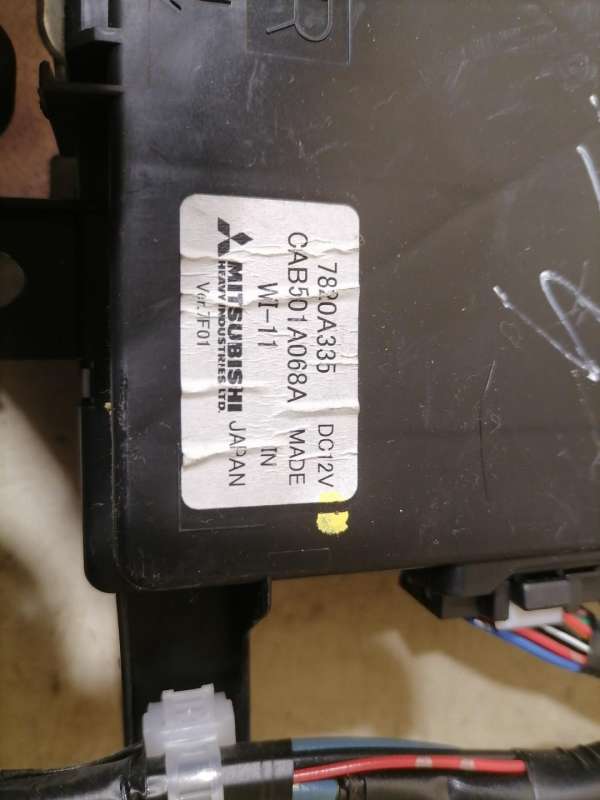 7820A335 DC12V
CAB501A068A MADE
WI-11 IN
MITSUBISHI JAPAN
HEAVY INDUSTRIES LTD.
Ver.7F01
R